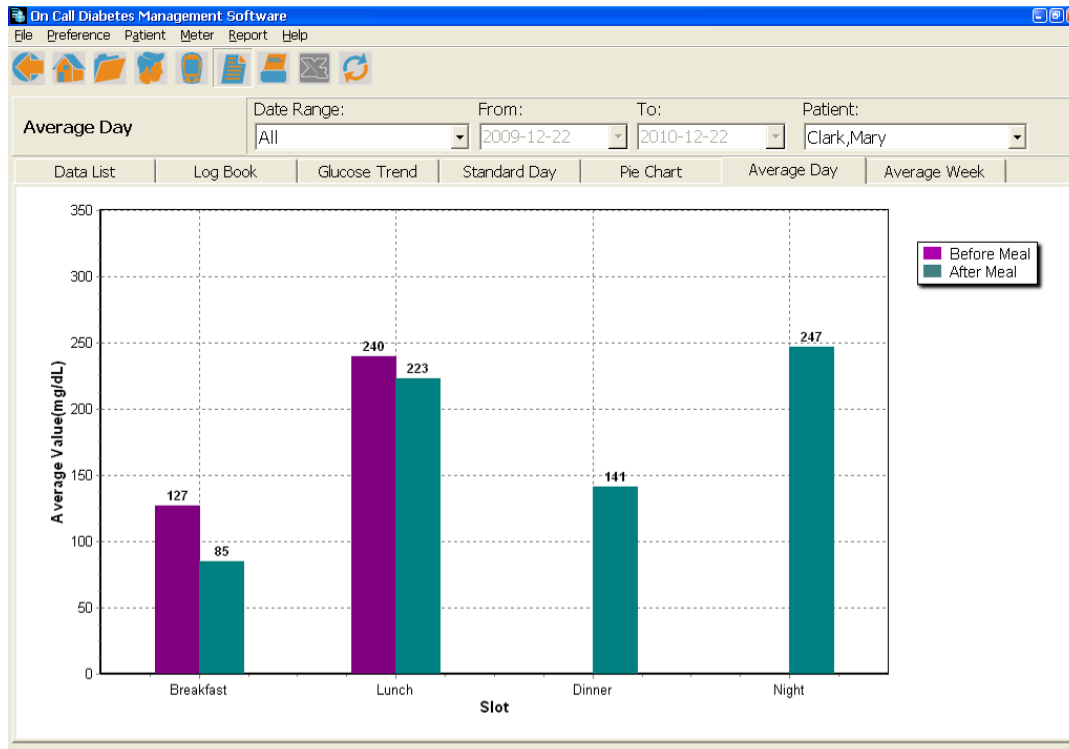 On Call Diabetes Management Software
File Preference Patient Meter Report Help
Average Day
Date Range: From: To: Patient:
All 2009-12-22 2010-12-22 Clark,Mary
Data List Log Book Glucose Trend Standard Day Pie Chart Average Day Average Week
350
300
250
200
150
100
50
0
Average Value(mg/dL)
127
85
240
223
141
247
Breakfast Lunch Dinner Night
Slot
Before Meal
After Meal